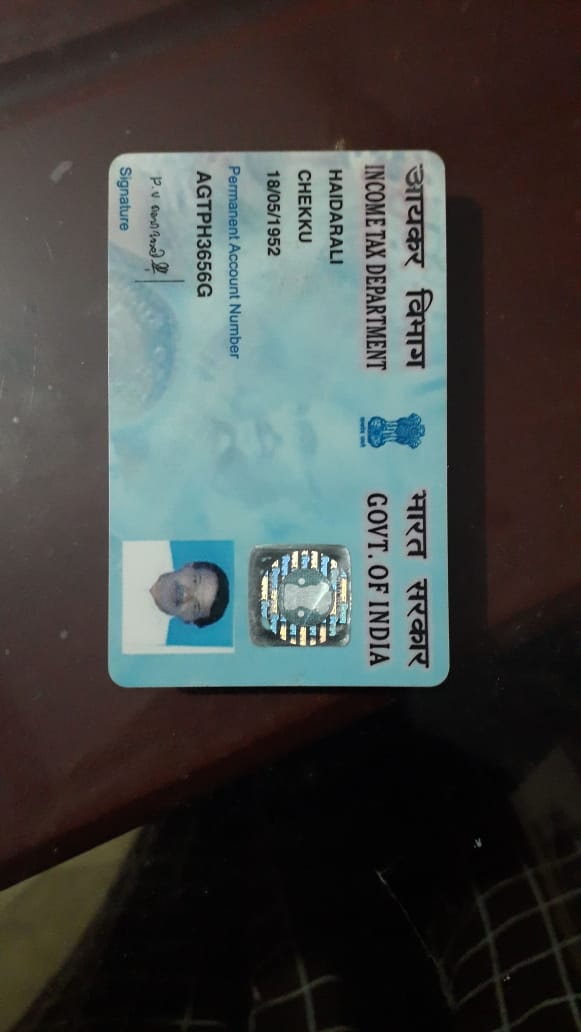 आयकर विभाग
INCOME TAX DEPARTMENT
भारत सरकार
GOVT. OF INDIA
HAIDARALI
CHEKKU
18/05/1952
Permanent Account Number
AGTPH3656G
P.V
Signature